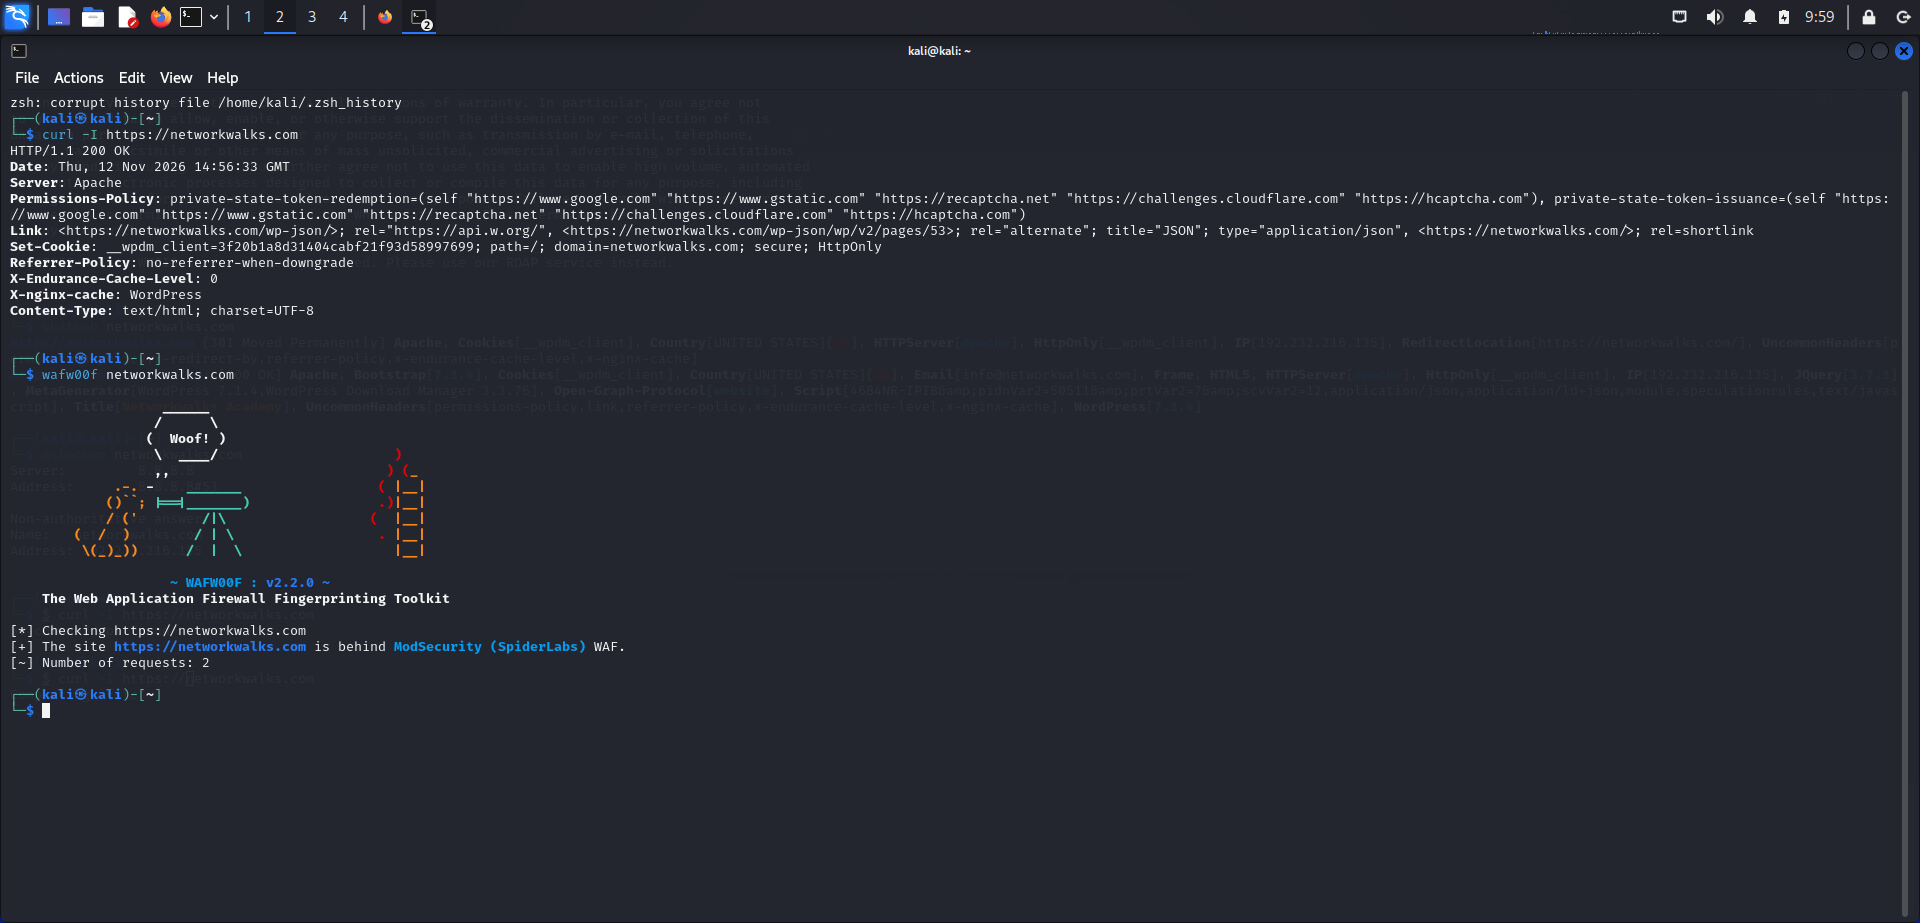 1 2 3 4 2 9:59
kali@kali: ~
File Actions Edit View Help
zsh: corrupt history file /home/kali/.zsh_history
┌──(kali㉿kali)-[~]
└─$ curl -I https://networkwalks.com
HTTP/1.1 200 OK
Date: Thu, 12 Nov 2026 14:56:33 GMT
Server: Apache
Permissions-Policy: private-state-token-redemption=(self "https://www.google.com" "https://www.gstatic.com" "https://recaptcha.net" "https://challenges.cloudflare.com" "https://hcaptcha.com"), private-state-token-issuance=(self "https:
//www.google.com" "https://www.gstatic.com" "https://recaptcha.net" "https://challenges.cloudflare.com" "https://hcaptcha.com")
Link: <https://networkwalks.com/wp-json/>; rel="https://api.w.org/", <https://networkwalks.com/wp-json/wp/v2/pages/53>; rel="alternate"; title="JSON"; type="application/json", <https://networkwalks.com/>; rel=shortlink
Set-Cookie: __wpdm_client=3f20b1a8d31404cabf21f93d58997699; path=/; domain=networkwalks.com; secure; HttpOnly
Referrer-Policy: no-referrer-when-downgrade
X-Endurance-Cache-Level: 0
X-nginx-cache: WordPress
Content-Type: text/html; charset=UTF-8
┌──(kali㉿kali)-[~]
└─$ wafw00f networkwalks.com
Woof!
~ WAFW00F : v2.2.0 ~
The Web Application Firewall Fingerprinting Toolkit
[*] Checking https://networkwalks.com
[+] The site https://networkwalks.com is behind ModSecurity (SpiderLabs) WAF.
[~] Number of requests: 2
┌──(kali㉿kali)-[~]
└─$